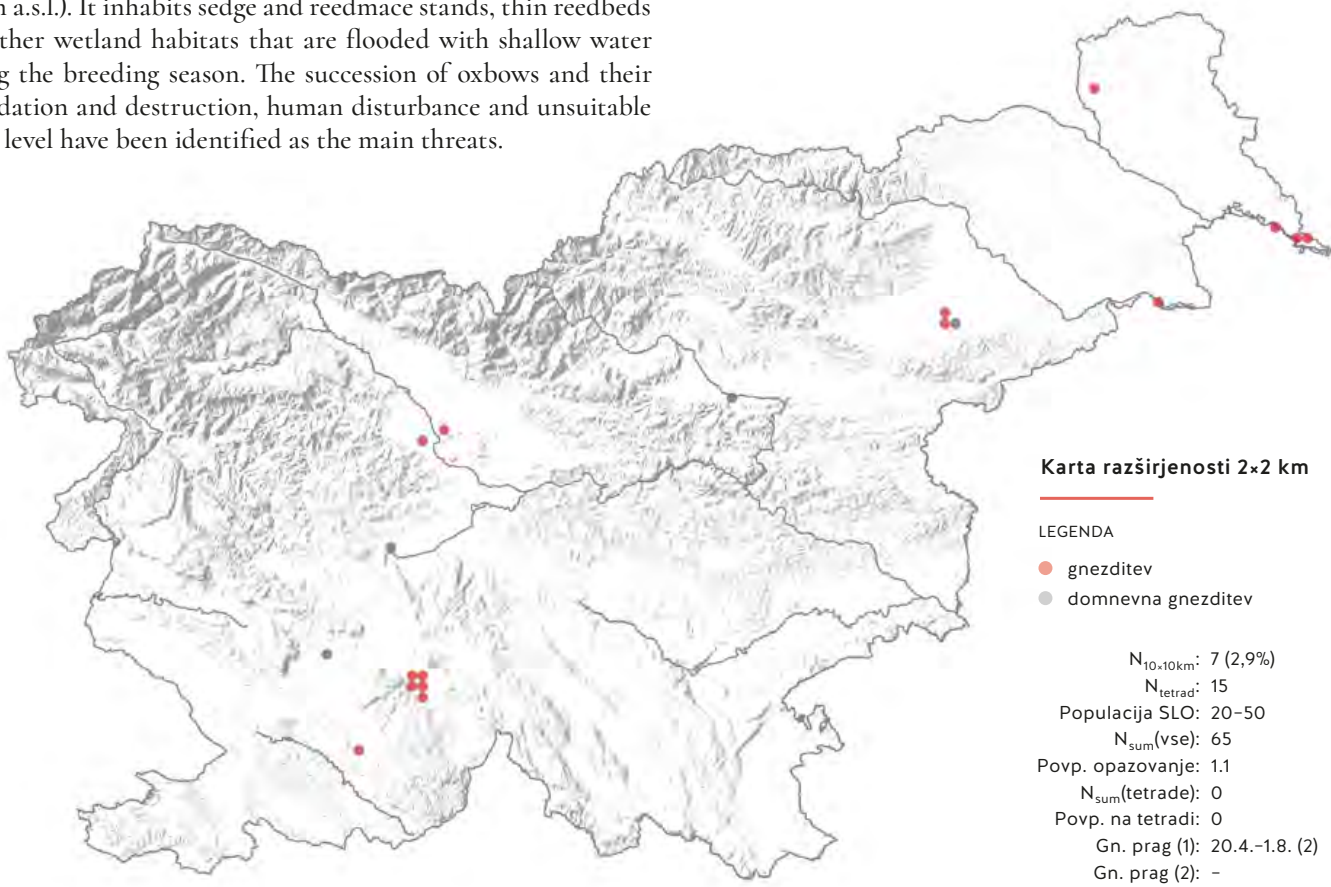 a.s.l.). It inhabits sedge and reedmace stands, thin reedbeds
wetland habitats that are flooded with shallow water
the breeding season. The succession of oxbows and their
and destruction, human disturbance and unsuitable
level have been identified as the main threats.
Karta razširjenosti 2×2 km
LEGENDA
gnezditev
domnevna gnezditev
N10×10km: 7 (2,9%)
Ntetrad: 15
Populacija SLO: 20–50
Nsum(vse): 65
Povp. opazovanje: 1.1
Nsum(tetrade): 0
Povp. na tetradi: 0
Gn. prag (1): 20.4.–1.8. (2)
Gn. prag (2): –